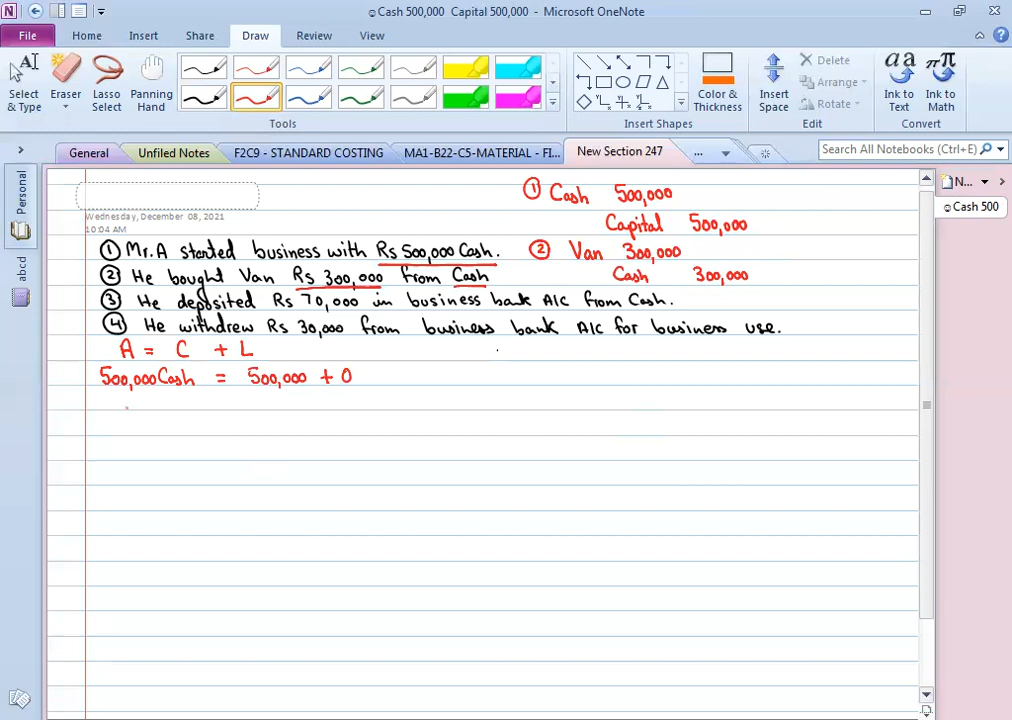 ☺Cash 500,000 Capital 500,000 - Microsoft OneNote
File Home Insert Share Draw Review View
Select & Type
Eraser
Lasso Select
Panning Hand
Color & Thickness
Insert Space
Delete
Arrange
Rotate
Ink to Text
Ink to Math
Tools Insert Shapes Edit Convert
General Unfiled Notes F2C9 - STANDARD COSTING MA1-B22-C5-MATERIAL - FI... New Section 247 ... Search All Notebooks (Ctrl+E)
Personal
abcd
N...
☺Cash 500
Wednesday, December 08, 2021
10:04 AM
① Cash 500,000
Capital 500,000
② Van 300,000
Cash 300,000
① Mr.A started business with Rs 500,000 Cash.
② He bought Van Rs 300,000 from Cash
③ He deposited Rs 70,000 in business bank A/C from Cash.
④ He withdrew Rs 30,000 from business bank A/C for business use.
A = C + L
500,000Cash = 500,000 + 0